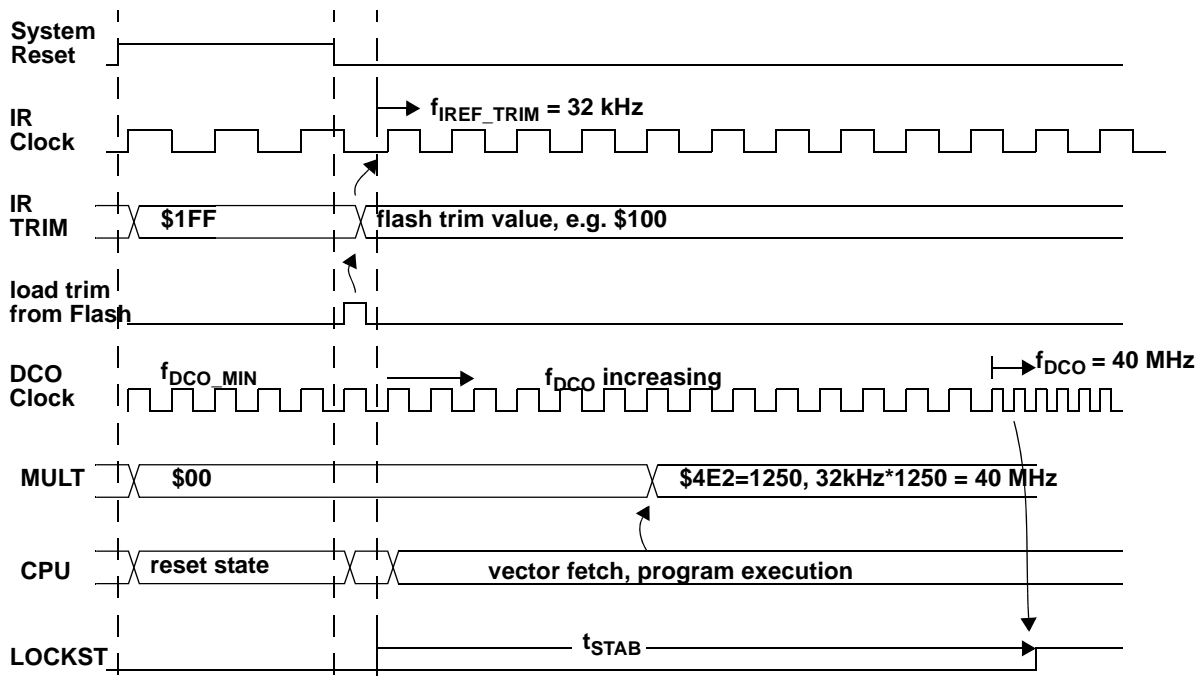 System
Reset
f_IREF_TRIM = 32 kHz
IR
Clock
IR
TRIM
$1FF
flash trim value, e.g. $100
load trim
from Flash
f_DCO_MIN
f_DCO increasing
f_DCO = 40 MHz
DCO
Clock
MULT
$00
$4E2=1250, 32kHz*1250 = 40 MHz
CPU
reset state
vector fetch, program execution
t_STAB
LOCKST